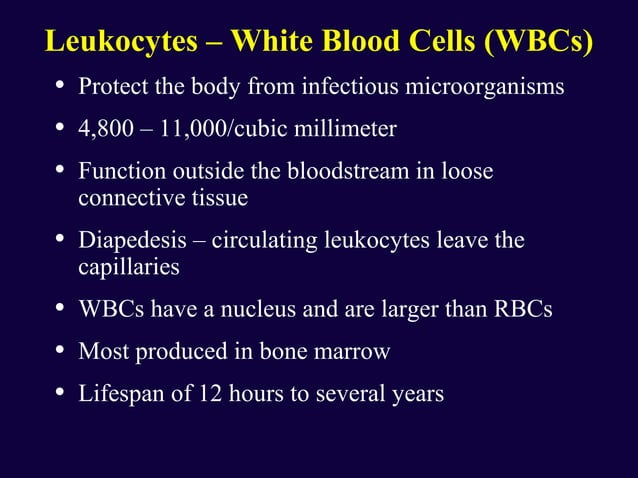 Leukocytes – White Blood Cells (WBCs)
• Protect the body from infectious microorganisms
• 4,800 – 11,000/cubic millimeter
• Function outside the bloodstream in loose
connective tissue
• Diapedesis – circulating leukocytes leave the
capillaries
• WBCs have a nucleus and are larger than RBCs
• Most produced in bone marrow
• Lifespan of 12 hours to several years